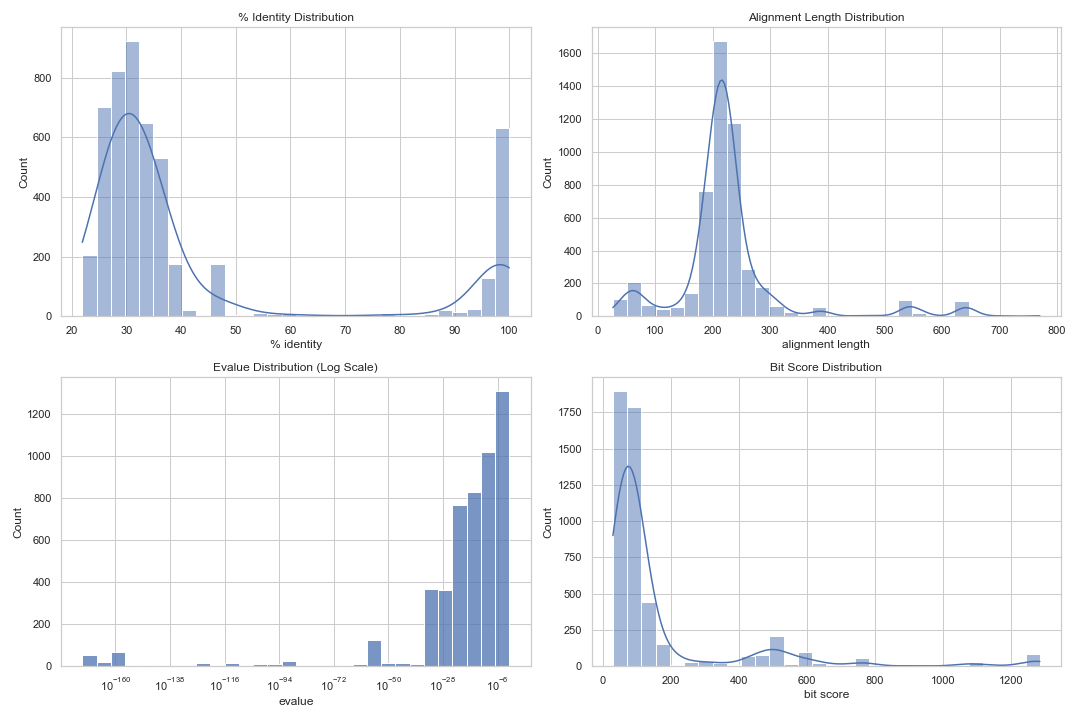 % Identity Distribution
Count
800
600
400
200
0
20 30 40 50 60 70 80 90 100
% identity
Alignment Length Distribution
Count
1600
1400
1200
1000
800
600
400
200
0
0 100 200 300 400 500 600 700 800
alignment length
Evalue Distribution (Log Scale)
Count
1200
1000
800
600
400
200
0
10⁻¹⁶⁰ 10⁻¹³⁸ 10⁻¹¹⁶ 10⁻⁹⁴ 10⁻⁷² 10⁻⁵⁰ 10⁻²⁸ 10⁻⁶
evalue
Bit Score Distribution
Count
1750
1500
1250
1000
750
500
250
0
0 200 400 600 800 1000 1200
bit score